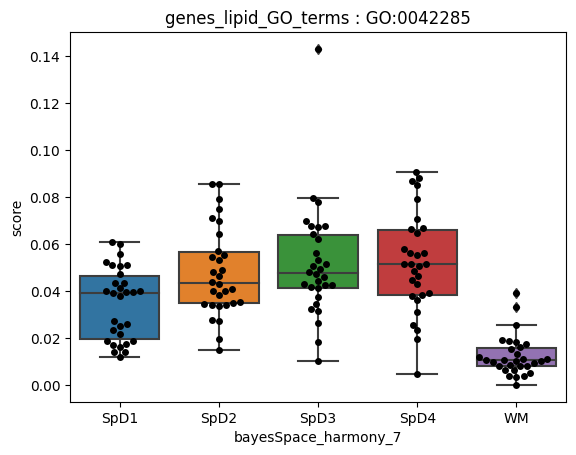 genes_lipid_GO_terms : GO:0042285
0.14
0.12
0.10
0.08
0.06
0.04
0.02
0.00
score
SpD1 SpD2 SpD3 SpD4 WM
bayesSpace_harmony_7